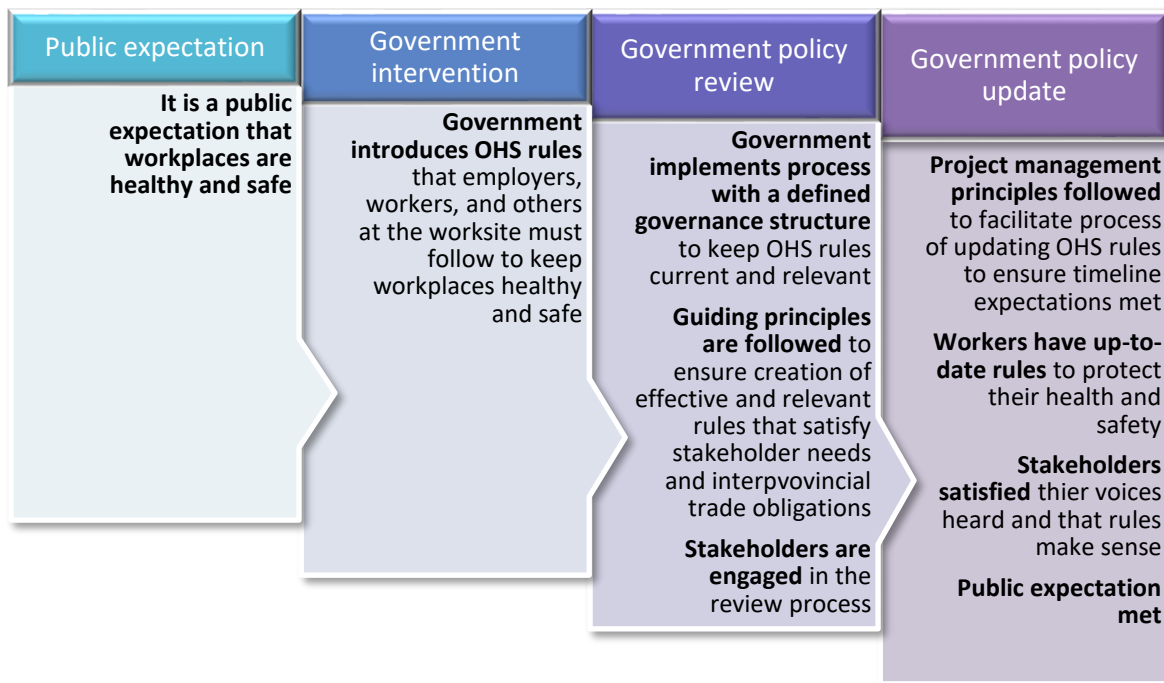 Public expectation
It is a public
expectation that
workplaces are
healthy and safe
Government
intervention
Government
introduces OHS rules
that employers,
workers, and others
at the worksite must
follow to keep
workplaces healthy
and safe
Government policy
review
Government
implements process
with a defined
governance structure
to keep OHS rules
current and relevant
Guiding principles
are followed to
ensure creation of
effective and relevant
rules that satisfy
stakeholder needs
and interpvovincial
trade obligations
Stakeholders are
engaged in the
review process
Government policy
update
Project management
principles followed
to facilitate process
of updating OHS rules
to ensure timeline
expectations met
Workers have up-to-
date rules to protect
their health and
safety
Stakeholders
satisfied thier voices
heard and that rules
make sense
Public expectation
met